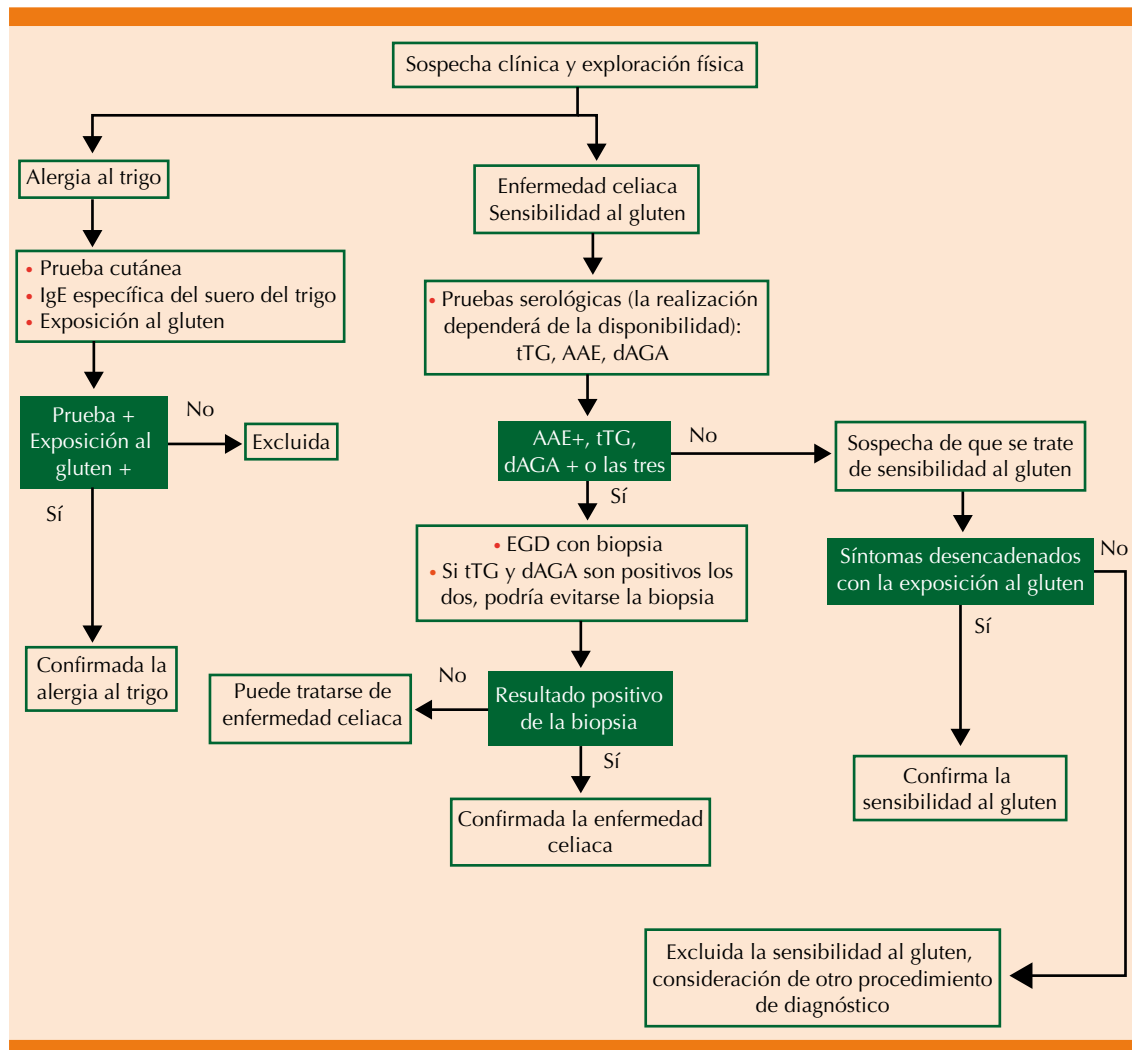 Sospecha clínica y exploración física
Alergia al trigo
• Prueba cutánea
• IgE específica del suero del trigo
• Exposición al gluten
Prueba +
Exposición al
gluten +
No
Excluida
Sí
Confirmada la
alergia al trigo
Enfermedad celiaca
Sensibilidad al gluten
• Pruebas serológicas (la realización
dependerá de la disponibilidad):
tTG, AAE, dAGA
AAE+, tTG,
dAGA + o las tres
No
Sí
• EGD con biopsia
• Si tTG y dAGA son positivos los
dos, podría evitarse la biopsia
Resultado positivo
de la biopsia
No
Puede tratarse de
enfermedad celiaca
Sí
Confirmada la enfermedad
celiaca
Sospecha de que se trate
de sensibilidad al gluten
Síntomas desencadenados
con la exposición al gluten
No
Sí
Confirma la
sensibilidad al gluten
Excluida la sensibilidad al gluten,
consideración de otro procedimiento
de diagnóstico